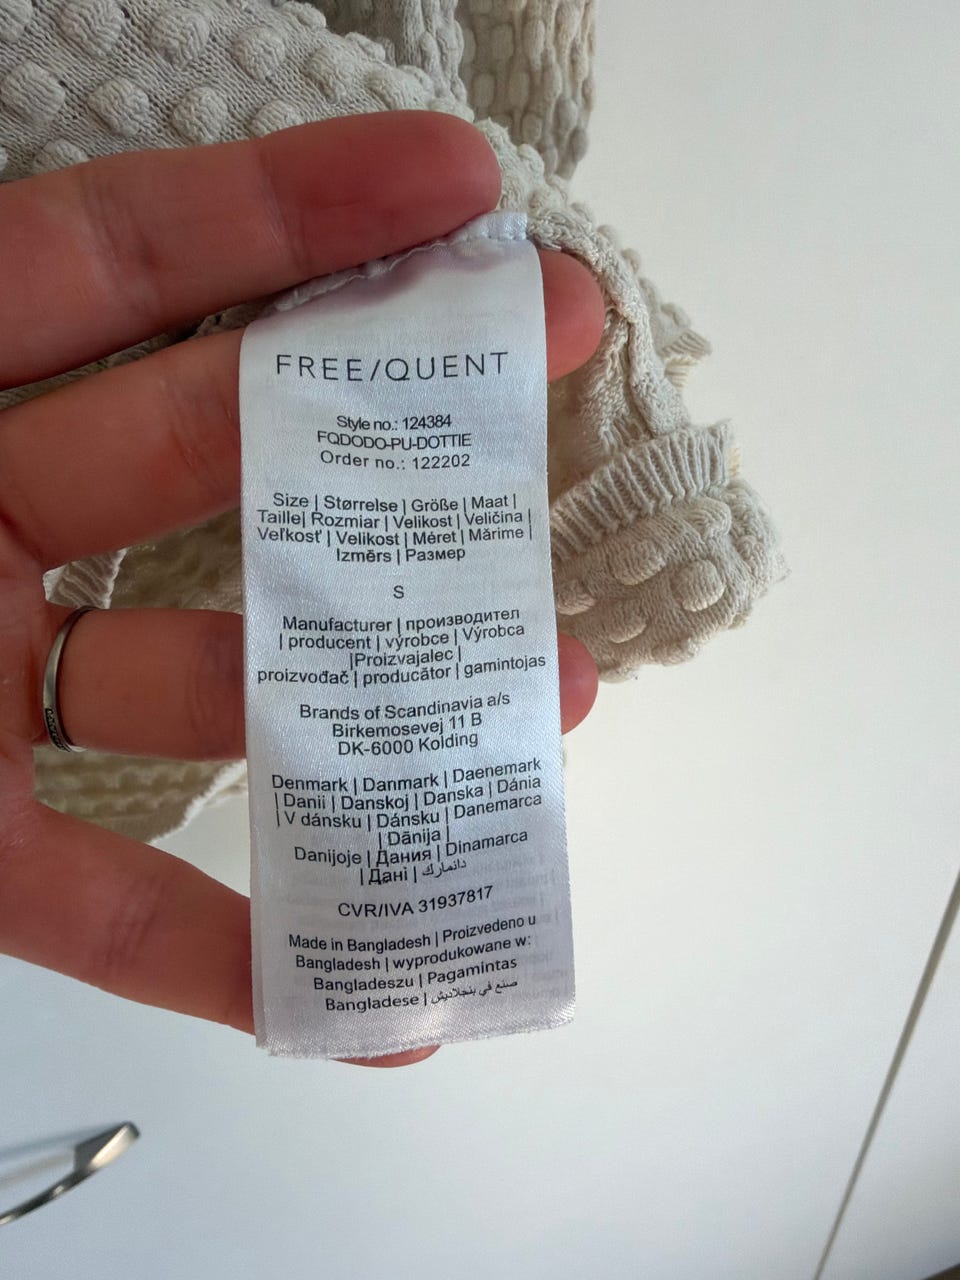 FREE/QUENT
Style no.: 124384
FQDODO-PU-DOTTIE
Order no.: 122202
Size | Størrelse | Größe | Maat |
Taille| Rozmiar | Velikost | Veličina |
Veľkosť | Velikost | Méret | Mărime |
Izmērs | Размер
S
Manufacturer | производител
| producent | výrobce | Výrobca
|Proizvajalec |
proizvođač | producător | gamintojas
Brands of Scandinavia a/s
Birkemosevej 11 B
DK-6000 Kolding
Denmark | Danmark | Daenemark
| Danii | Danskoj | Danska | Dánia
| V dánsku | Dánsku | Danemarca
| Dānija |
Danijoje | Дания | Dinamarca
| Дані | دانمارك
CVR/IVA 31937817
Made in Bangladesh | Proizvedeno u
Bangladesh | wyprodukowane w:
Bangladeszu | Pagamintas
Bangladese | صنع في بنجلاديش